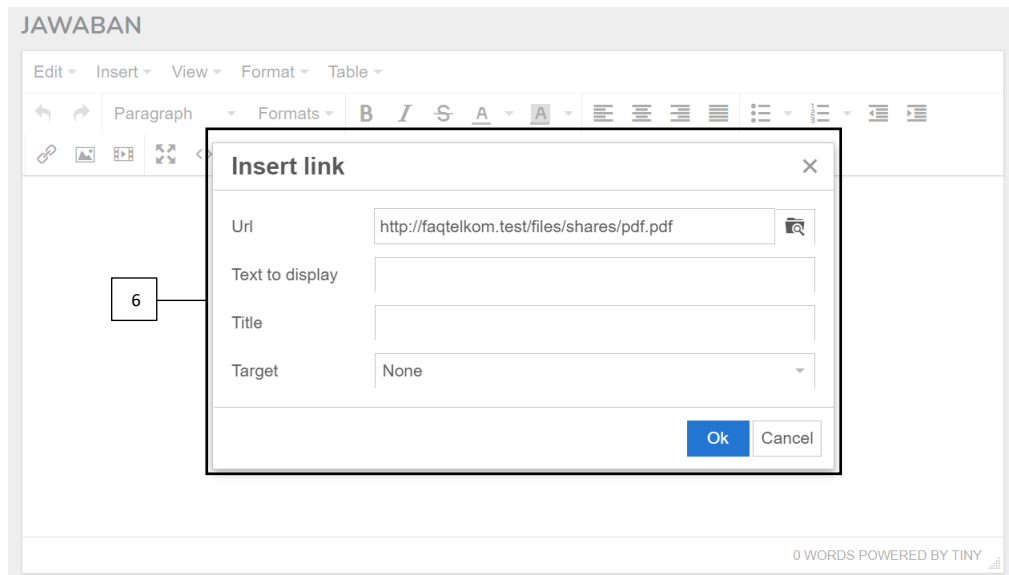 JAWABAN
Edit Insert View Format Table
Paragraph Formats B I S A A
Insert link
Url http://faqtelkom.test/files/shares/pdf.pdf
Text to display
6
Title
Target None
Ok Cancel
0 WORDS POWERED BY TINY